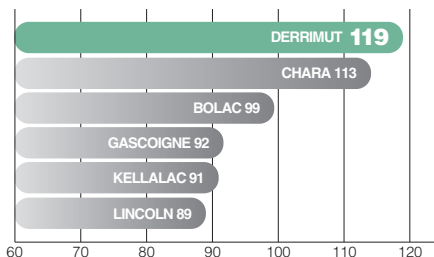 DERRIMUT 119
CHARA 113
BOLAC 99
GASCOIGNE 92
KELLALAC 91
LINCOLN 89
60 70 80 90 100 110 120